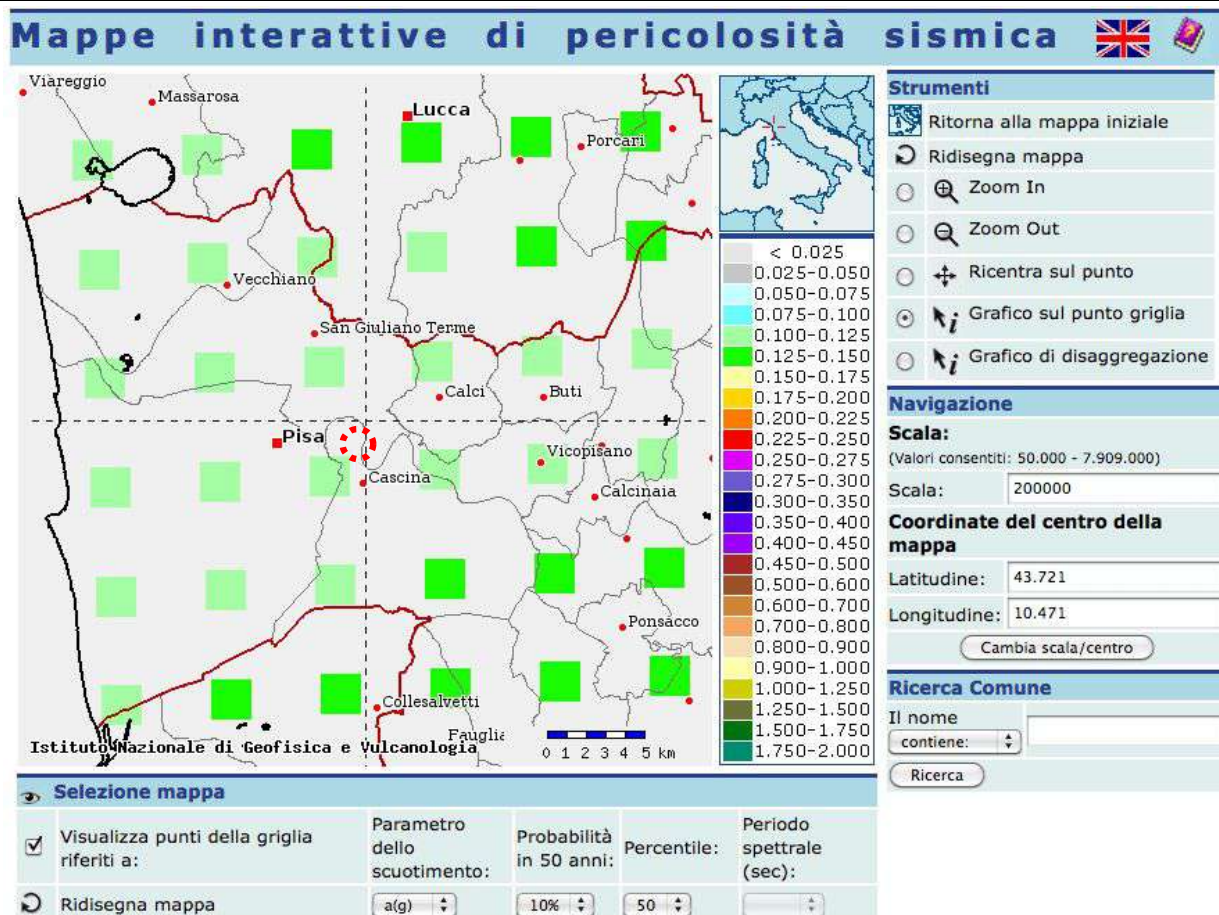 Mappe interattive di pericolosità sismica
Viareggio
Massarosa
Lucca
Porcari
Vecchiano
San Giuliano Terme
Calci
Buti
Pisa
Vicopisano
Cascina
Calcinaia
Ponsacco
Collesalvetti
Fauglia
Istituto Nazionale di Geofisica e Vulcanologia
0 1 2 3 4 5 km
< 0.025
0.025-0.050
0.050-0.075
0.075-0.100
0.100-0.125
0.125-0.150
0.150-0.175
0.175-0.200
0.200-0.225
0.225-0.250
0.250-0.275
0.275-0.300
0.300-0.350
0.350-0.400
0.400-0.450
0.450-0.500
0.500-0.600
0.600-0.700
0.700-0.800
0.800-0.900
0.900-1.000
1.000-1.250
1.250-1.500
1.500-1.750
1.750-2.000
Strumenti
Ritorna alla mappa iniziale
Ridisegna mappa
Zoom In
Zoom Out
Ricentra sul punto
Grafico sul punto griglia
Grafico di disaggregazione
Navigazione
Scala:
(Valori consentiti: 50.000 - 7.909.000)
Scala: 200000
Coordinate del centro della
mappa
Latitudine: 43.721
Longitudine: 10.471
Cambia scala/centro
Ricerca Comune
Il nome
contiene:
Ricerca
Selezione mappa
Visualizza punti della griglia
riferiti a:
Parametro
dello
scuotimento:
Probabilità
in 50 anni:
Percentile:
Periodo
spettrale
(sec):
Ridisegna mappa
a(g)
10%
50